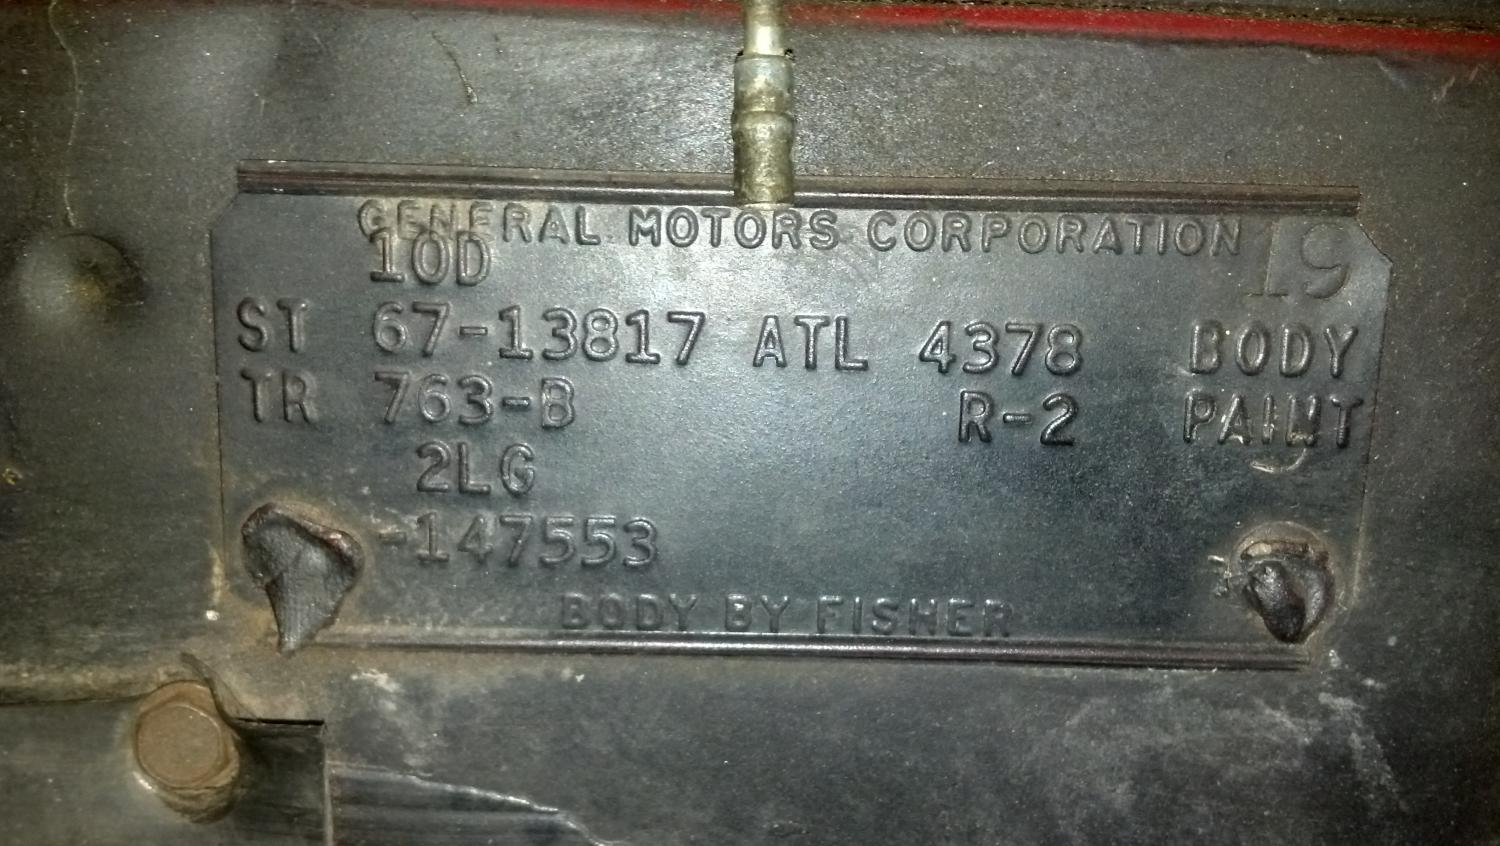 GENERAL MOTORS CORPORATION 19
10D
ST 67-13817 ATL 4378 BODY
TR 763-B R-2 PAINT
2LG
-147553
BODY BY FISHER